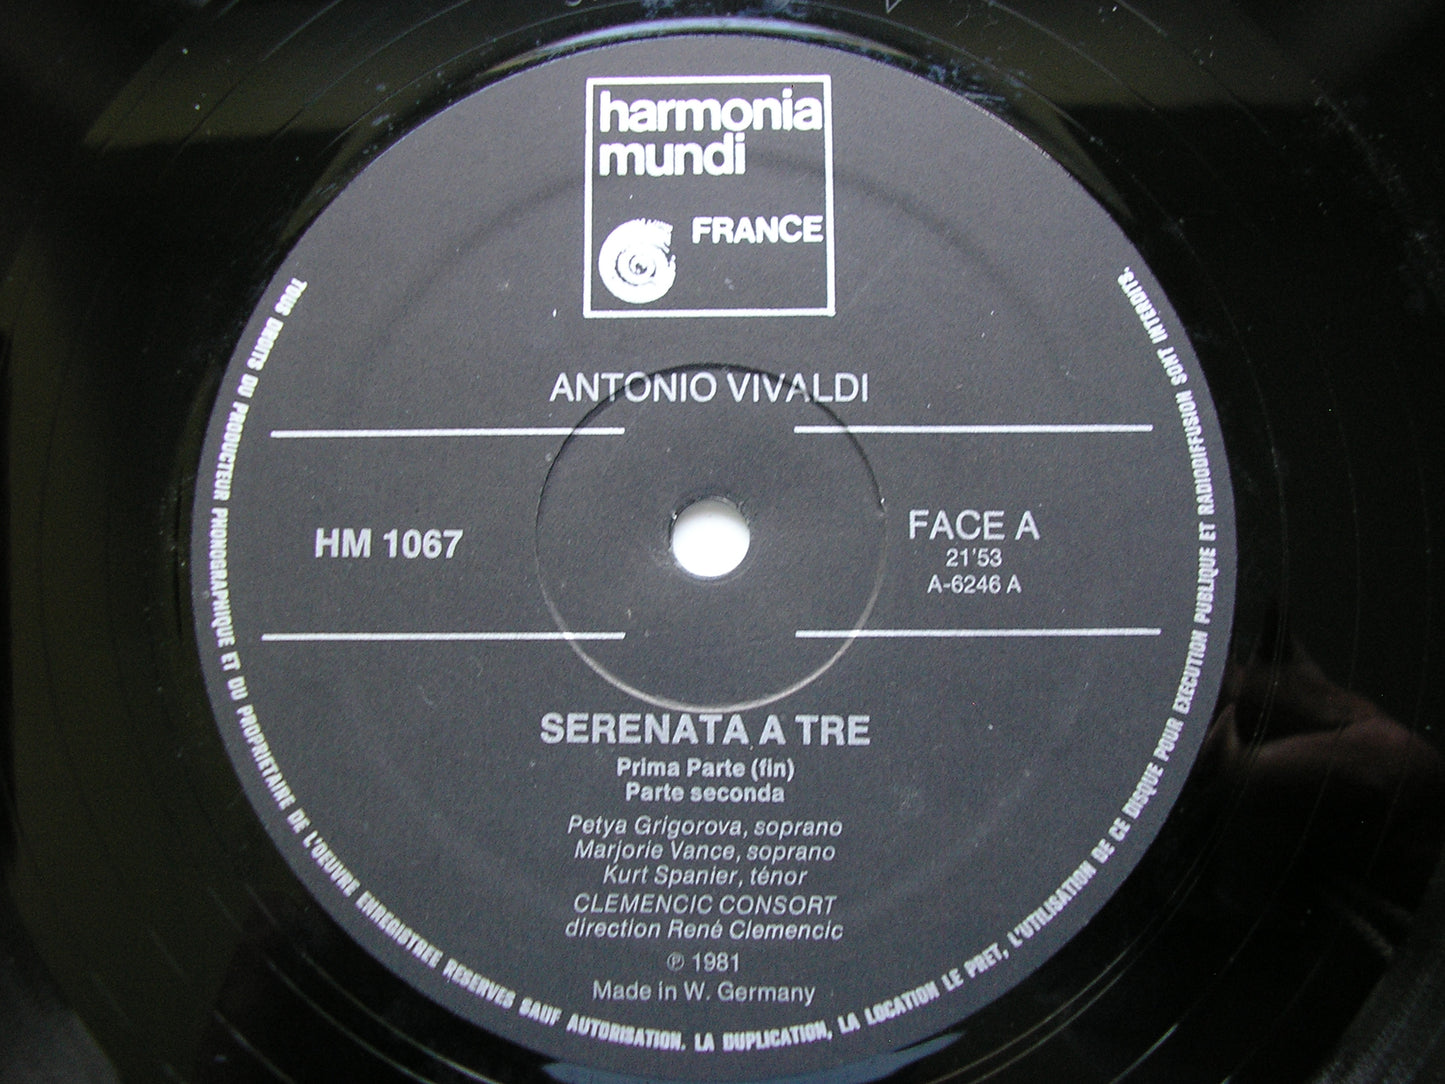 harmonia
mundi
FRANCE
ANTONIO VIVALDI
HM 1067
FACE A
21'53
A-6246 A
SERENATA A TRE
Prima Parte (fin)
Parte seconda
Petya Grigorova, soprano
Marjorie Vance, soprano
Kurt Spanier, ténor
CLEMENCIC CONSORT
direction René Clemencic
℗ 1981
Made in W. Germany
TOUS DROITS DU PRODUCTEUR PHONOGRAPHIQUE ET DU PROPRIETAIRE DE L'OEUVRE ENREGISTREE RESERVES SAUF AUTORISATION. LA DUPLICATION, LA LOCATION LE PRET, L'UTILISATION DE CE DISQUE POUR EXECUTION PUBLIQUE ET RADIODIFFUSION SONT INTERDITS.